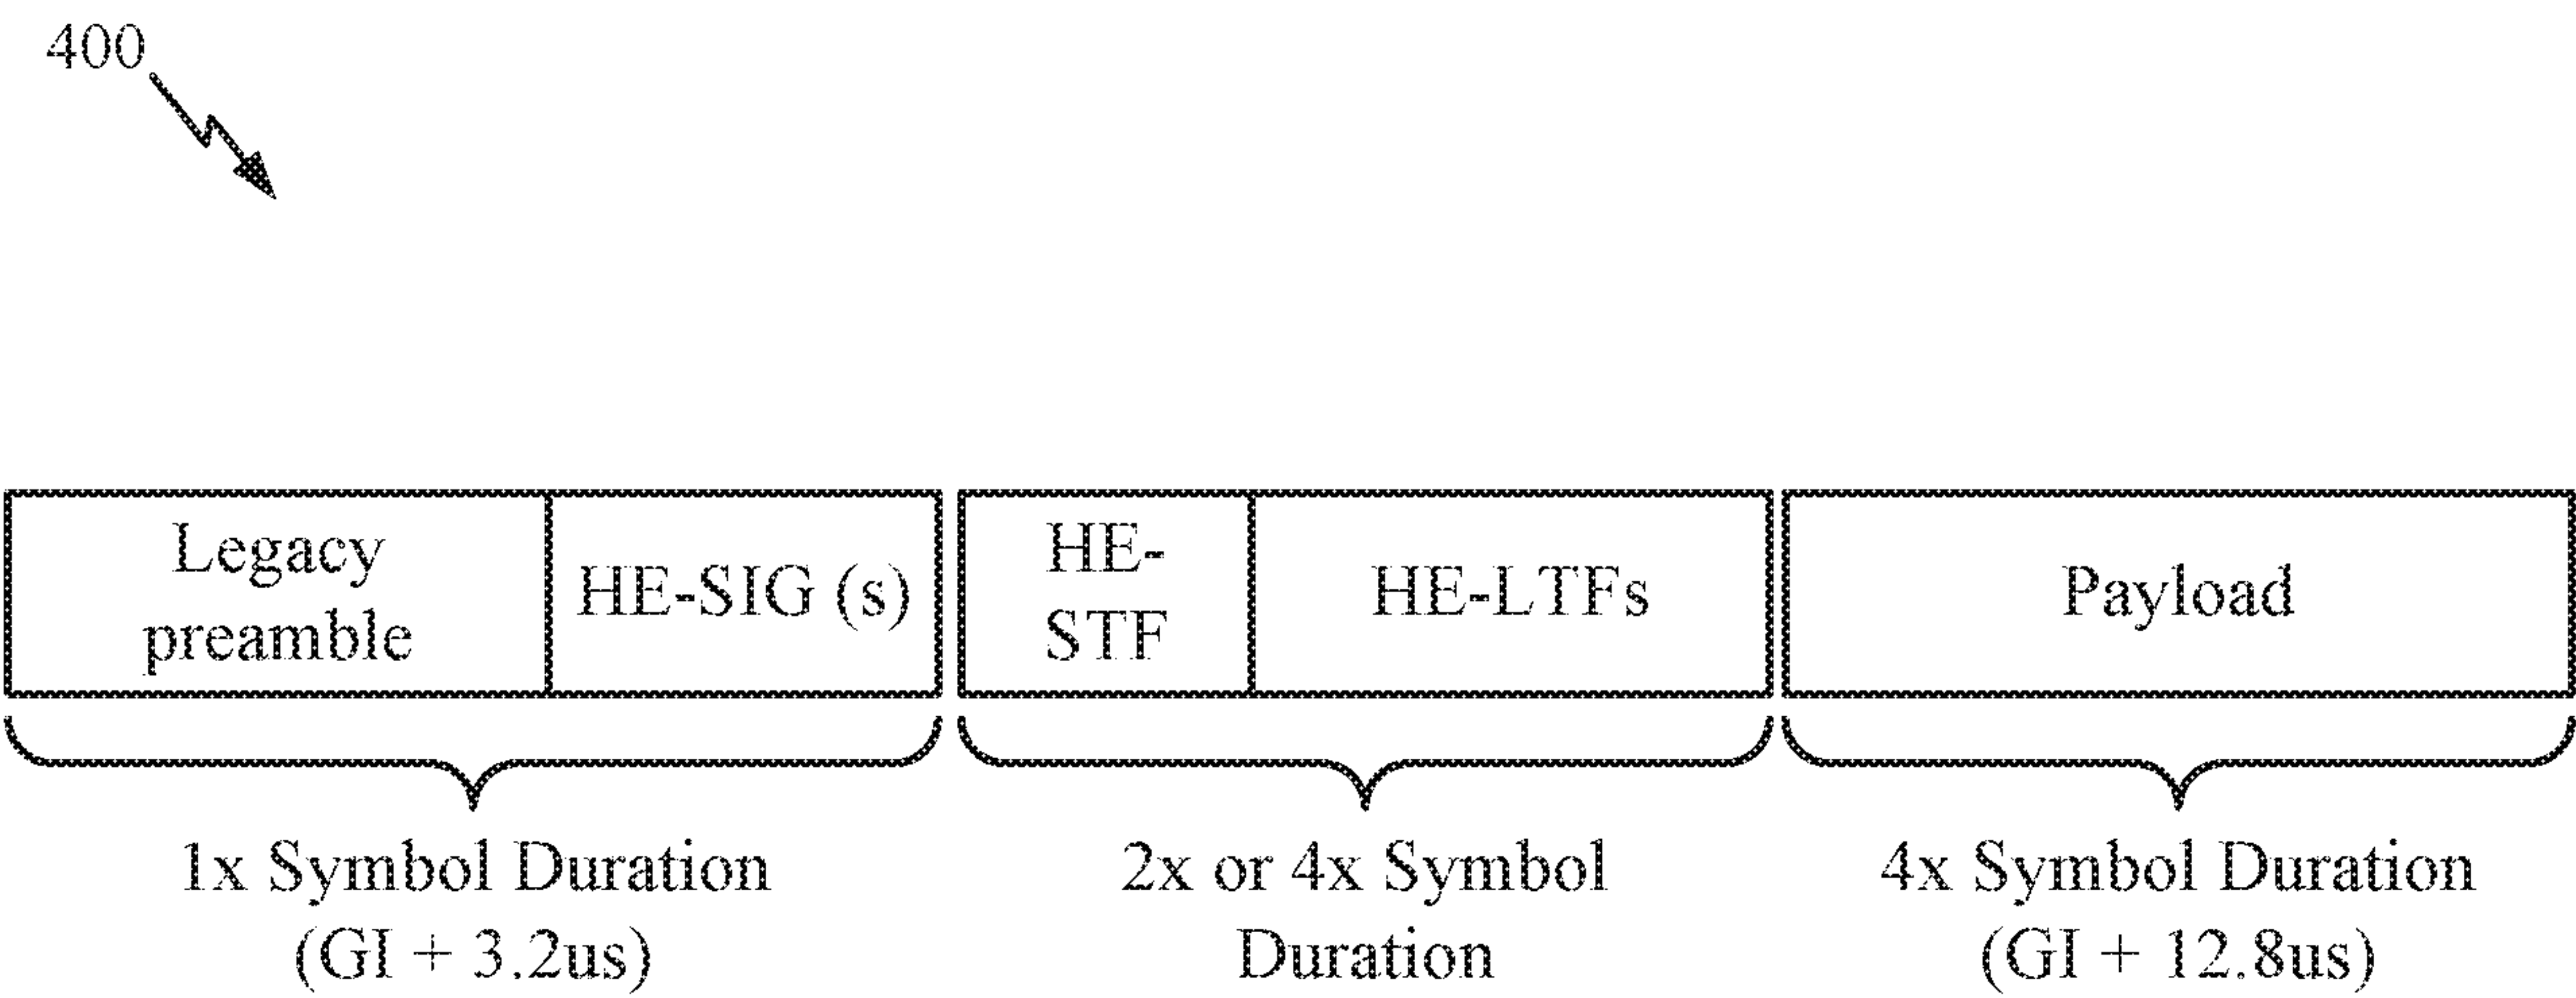 400
Legacy
preamble
HE-SIG (s)
HE-
STF
HE-LTFs
Payload
1x Symbol Duration
(GI + 3.2us)
2x or 4x Symbol
Duration
4x Symbol Duration
(GI + 12.8us)